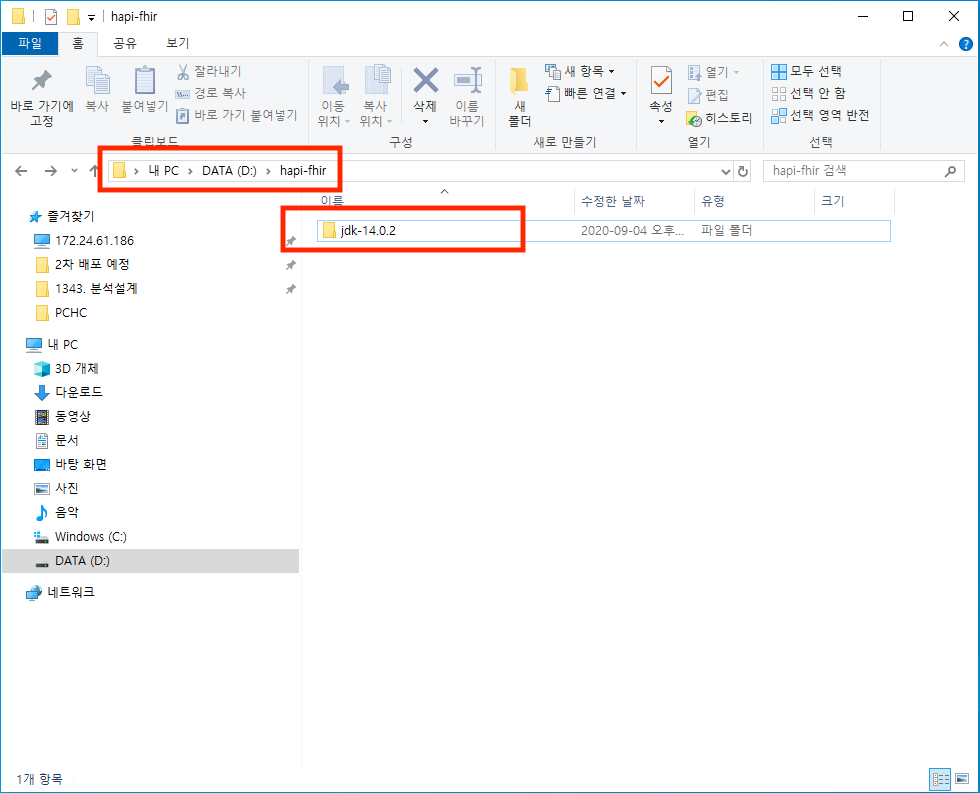 hapi-fhir
파일 홈 공유 보기
바로 가기에 고정
복사
붙여넣기
잘라내기
경로 복사
바로 가기 붙여넣기
클립보드
이동 위치
복사 위치
삭제
이름 바꾸기
구성
새 폴더
새 항목
빠른 연결
새로 만들기
속성
열기
편집
히스토리
열기
모두 선택
선택 안 함
선택 영역 반전
선택
내 PC DATA (D:) hapi-fhir
hapi-fhir 검색
이름 수정한 날짜 유형 크기
jdk-14.0.2 2020-09-04 오후... 파일 폴더
즐겨찾기
172.24.61.186
2차 배포 예정
1343. 분석설계
PCHC
내 PC
3D 개체
다운로드
동영상
문서
바탕 화면
사진
음악
Windows (C:)
DATA (D:)
네트워크
1개 항목